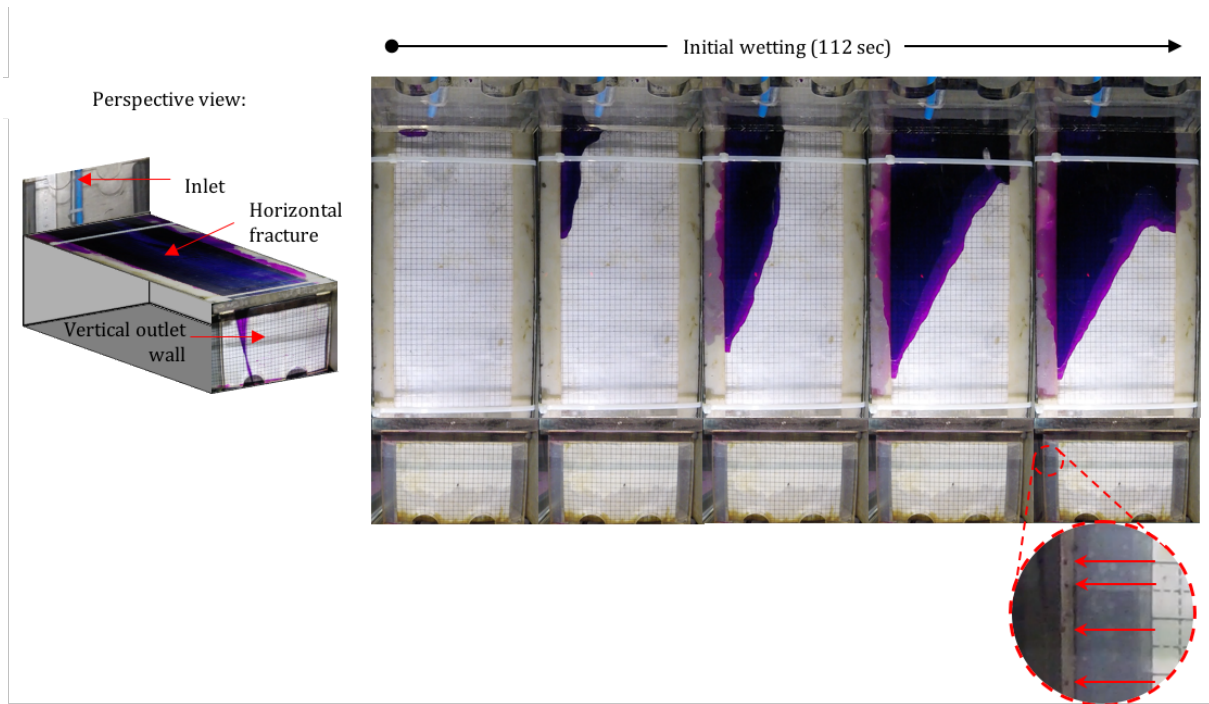 Initial wetting (112 sec)
Perspective view:
Inlet
Horizontal
fracture
Vertical outlet
wall